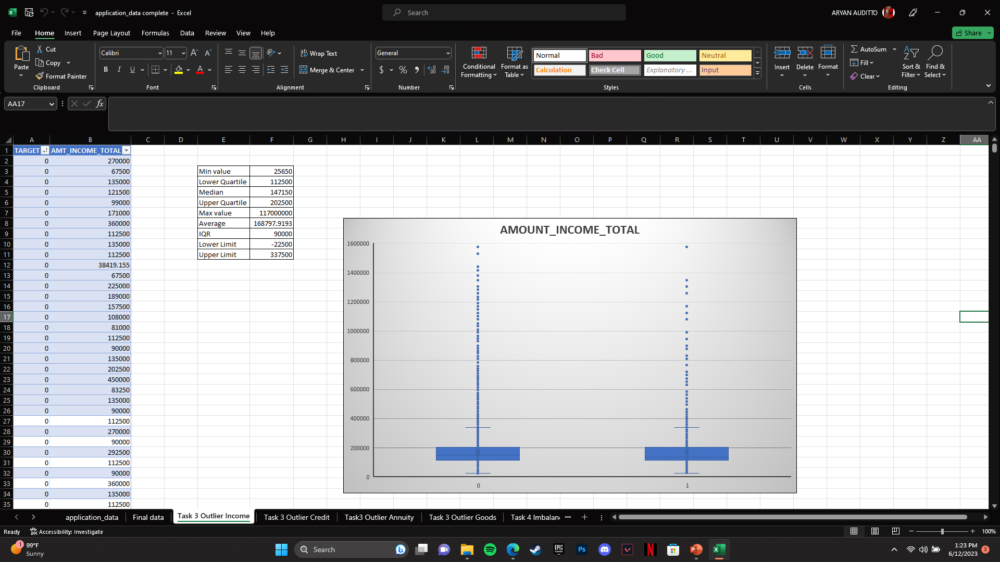 application_data complete - Excel
Search
ARYAN AUDITTO
File Home Insert Page Layout Formulas Data Review View Help
Share
Paste
Cut
Copy
Format Painter
Clipboard
Calibri 11
B I U
Font
Wrap Text
Merge & Center
Alignment
General
$ % ,
Number
Conditional Formatting
Format as Table
Normal Bad Good Neutral
Calculation Check Cell Explanatory ... Input
Styles
Insert Delete Format
Cells
AutoSum
Fill
Clear
Sort & Filter
Find & Select
Editing
AA17
fx
A B C D E F G H I J K L M N O P Q R S T U V W X Y Z AA
1 TARGET AMT_INCOME_TOTAL
2 0 270000
3 0 67500 Min value 25650
4 0 135000 Lower Quartile 112500
5 0 121500 Median 147150
6 0 99000 Upper Quartile 202500
7 0 171000 Max value 117000000
8 0 360000 Average 168797.9193
9 0 112500 IQR 90000
10 0 135000 Lower Limit -22500
11 0 112500 Upper Limit 337500
12 0 38419.155
13 0 67500
14 0 225000
15 0 189000
16 0 157500
17 0 108000
18 0 81000
19 0 112500
20 0 90000
21 0 135000
22 0 202500
23 0 450000
24 0 83250
25 0 135000
26 0 90000
27 0 112500
28 0 270000
29 0 90000
30 0 292500
31 0 112500
32 0 90000
33 0 360000
34 0 135000
35 0 112500
AMOUNT_INCOME_TOTAL
1600000
1400000
1200000
1000000
800000
600000
400000
200000
0
0 1
application_data Final data Task 3 Outlier Income Task 3 Outlier Credit Task3 Outlier Annuity Task 3 Outlier Goods Task 4 Imbalan ...
Ready Accessibility: Investigate
100%
1
99°F
Sunny
Search
EPIC GAMES
Ps
N
1:23 PM
6/12/2023
3